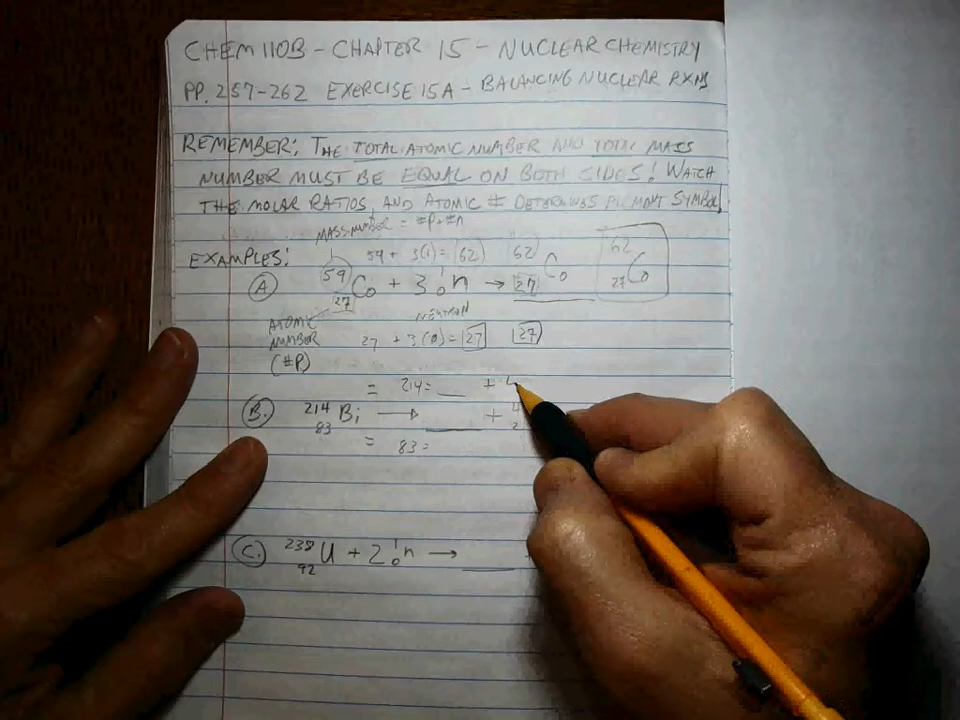 CHEM 110B - CHAPTER 15 - NUCLEAR CHEMISTRY
PP. 257-262 EXERCISE 15A - BALANCING NUCLEAR RXNS
REMEMBER: THE TOTAL ATOMIC NUMBER AND TOTAL MASS
NUMBER MUST BE EQUAL ON BOTH SIDES! WATCH
THE MOLAR RATIOS, AND ATOMIC # DETERMINES SYMBOL!
MASS NUMBER = #P + #n
EXAMPLES: 59 + 3(1) = 62 62 62
A 59 27 Co + 3 1 0 n → 27 Co 27 Co
ATOMIC NUMBER (#P)
NEUTRON
27 + 3(0) = 27 27
= 214 = __ + 4
B. 214 83 Bi → ___ + 4 2
= 83 =
C. 238 92 U + 2 1 0 n → ___